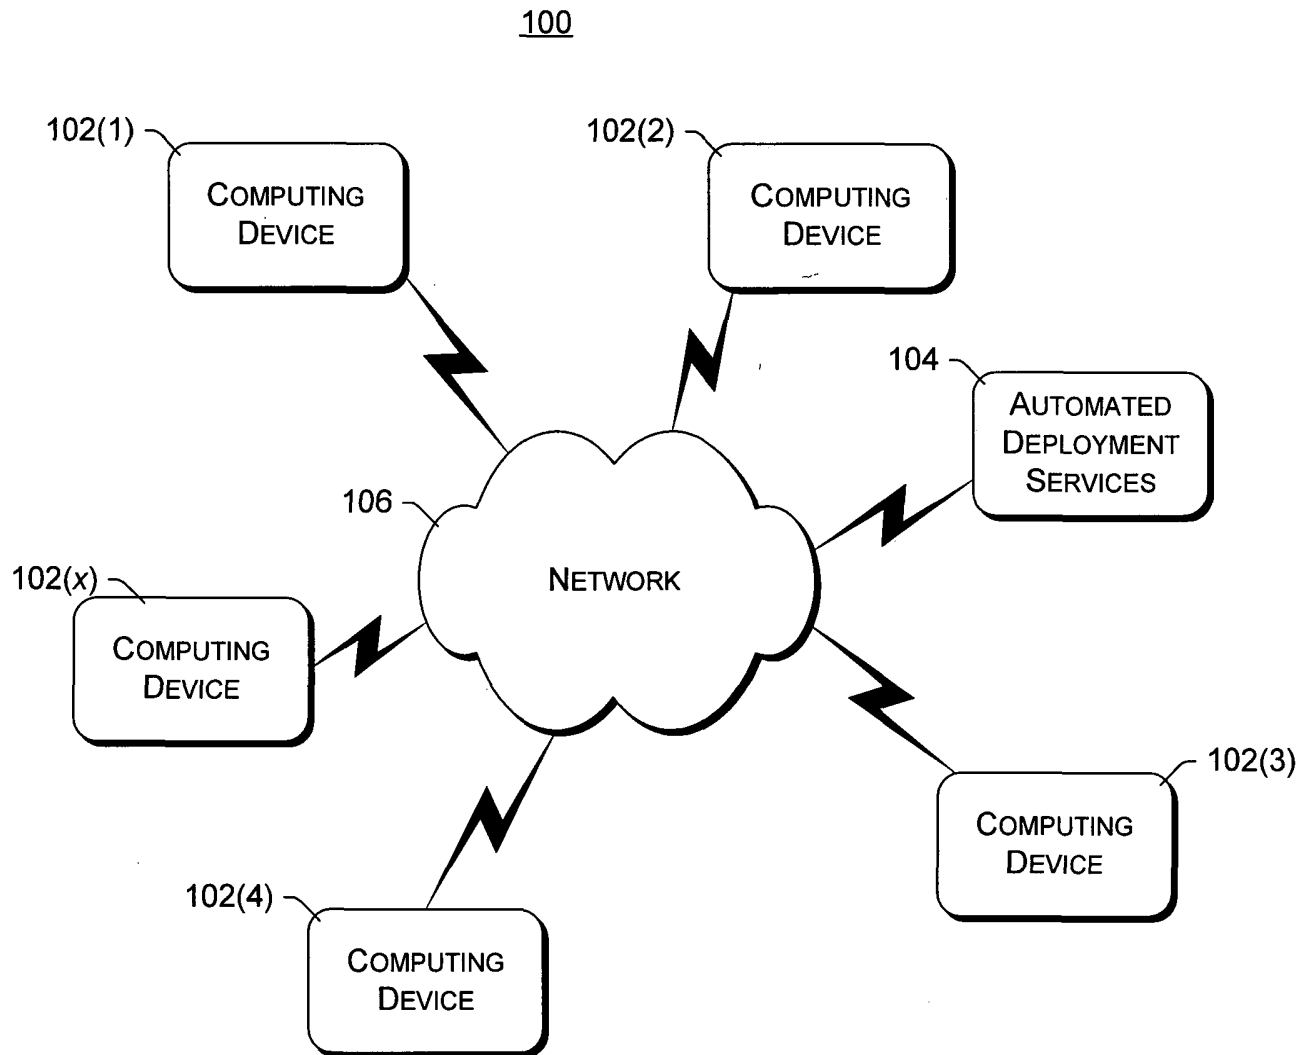 100
102(1)
COMPUTING
DEVICE
102(2)
COMPUTING
DEVICE
104
AUTOMATED
DEPLOYMENT
SERVICES
106
NETWORK
102(x)
COMPUTING
DEVICE
102(3)
COMPUTING
DEVICE
102(4)
COMPUTING
DEVICE